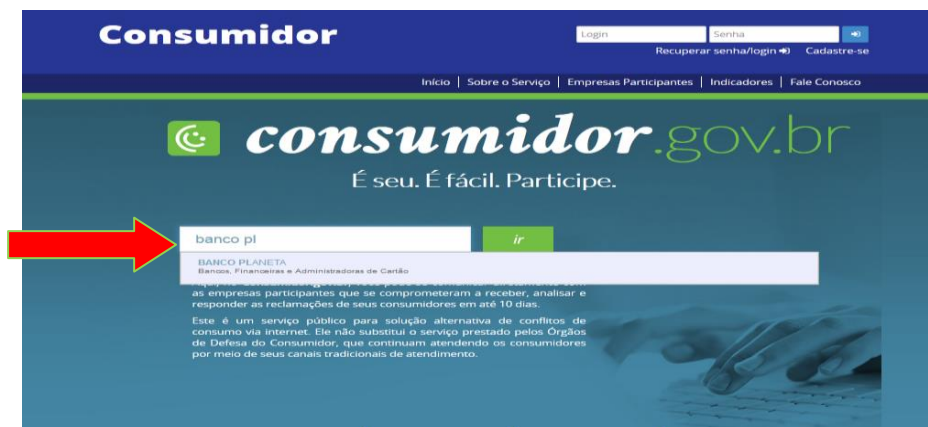 Consumidor
Login
Senha
Recuperar senha/login
Cadastre-se
Início | Sobre o Serviço | Empresas Participantes | Indicadores | Fale Conosco
consumidor.gov.br
É seu. É fácil. Participe.
banco pl
ir
BANCO PLANETA
Bancos, Financeiras e Administradoras de Cartão
as empresas participantes que se comprometeram a receber, analisar e
responder as reclamações de seus consumidores em até 10 dias.
Este é um serviço público para solução alternativa de conflitos de
consumo via internet. Ele não substitui o serviço prestado pelos Órgãos
de Defesa do Consumidor, que continuam atendendo os consumidores
por meio de seus canais tradicionais de atendimento.